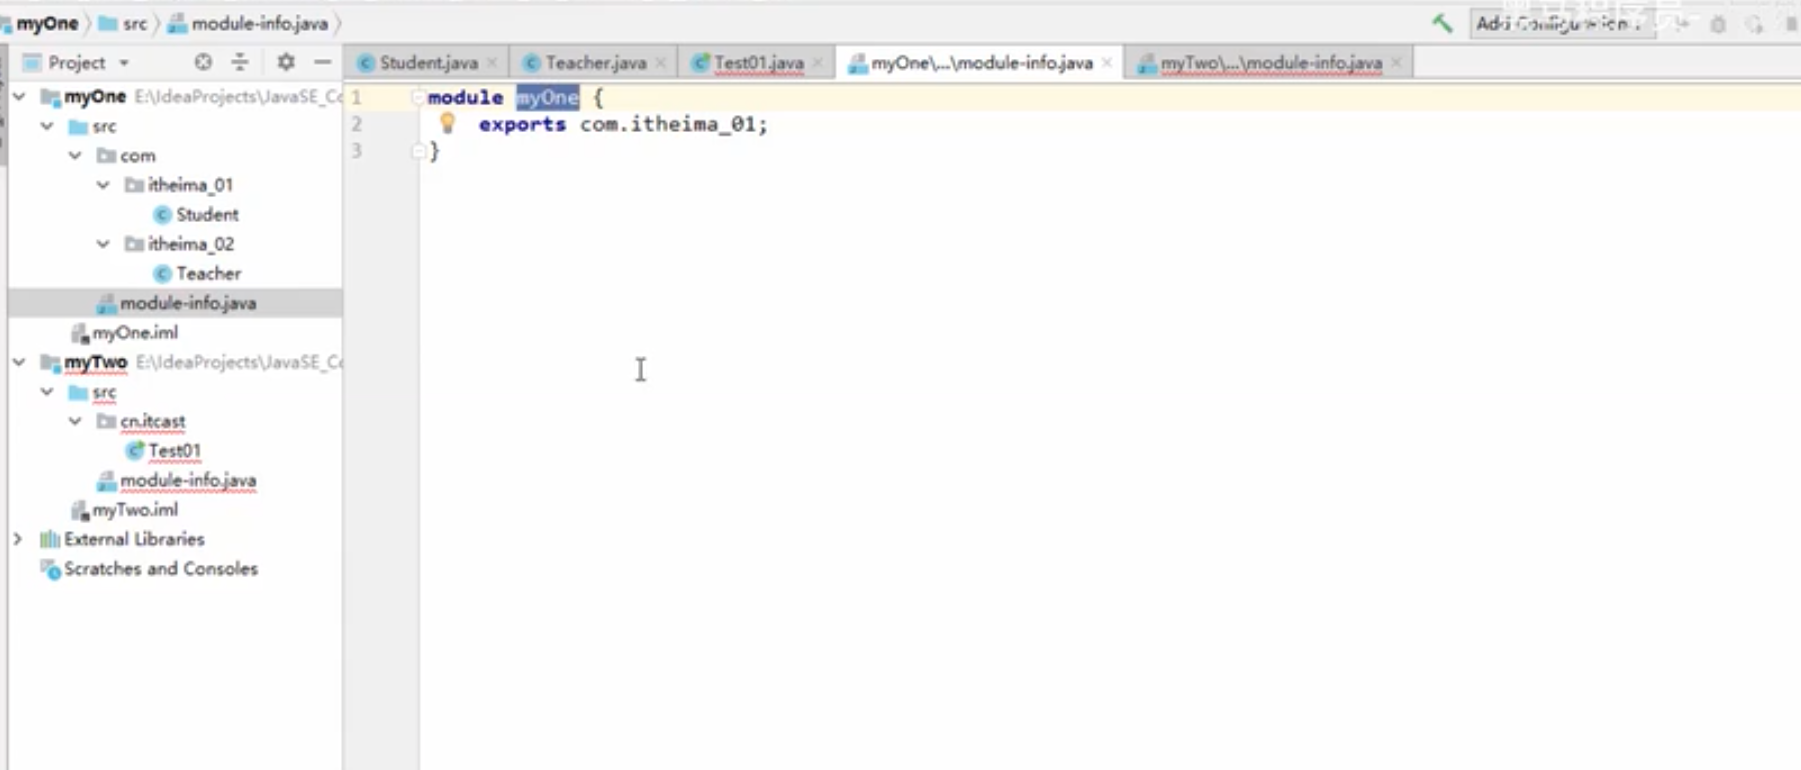 myOne src module-info.java
Add Configuration...
Project
Student.java Teacher.java Test01.java myOne\...\module-info.java myTwo\...\module-info.java
myOne E:\IdeaProjects\JavaSE_Co
src
com
itheima_01
Student
itheima_02
Teacher
module-info.java
myOne.iml
myTwo E:\IdeaProjects\JavaSE_Co
src
cn.itcast
Test01
module-info.java
myTwo.iml
External Libraries
Scratches and Consoles
1 module myOne {
2 exports com.itheima_01;
3 }